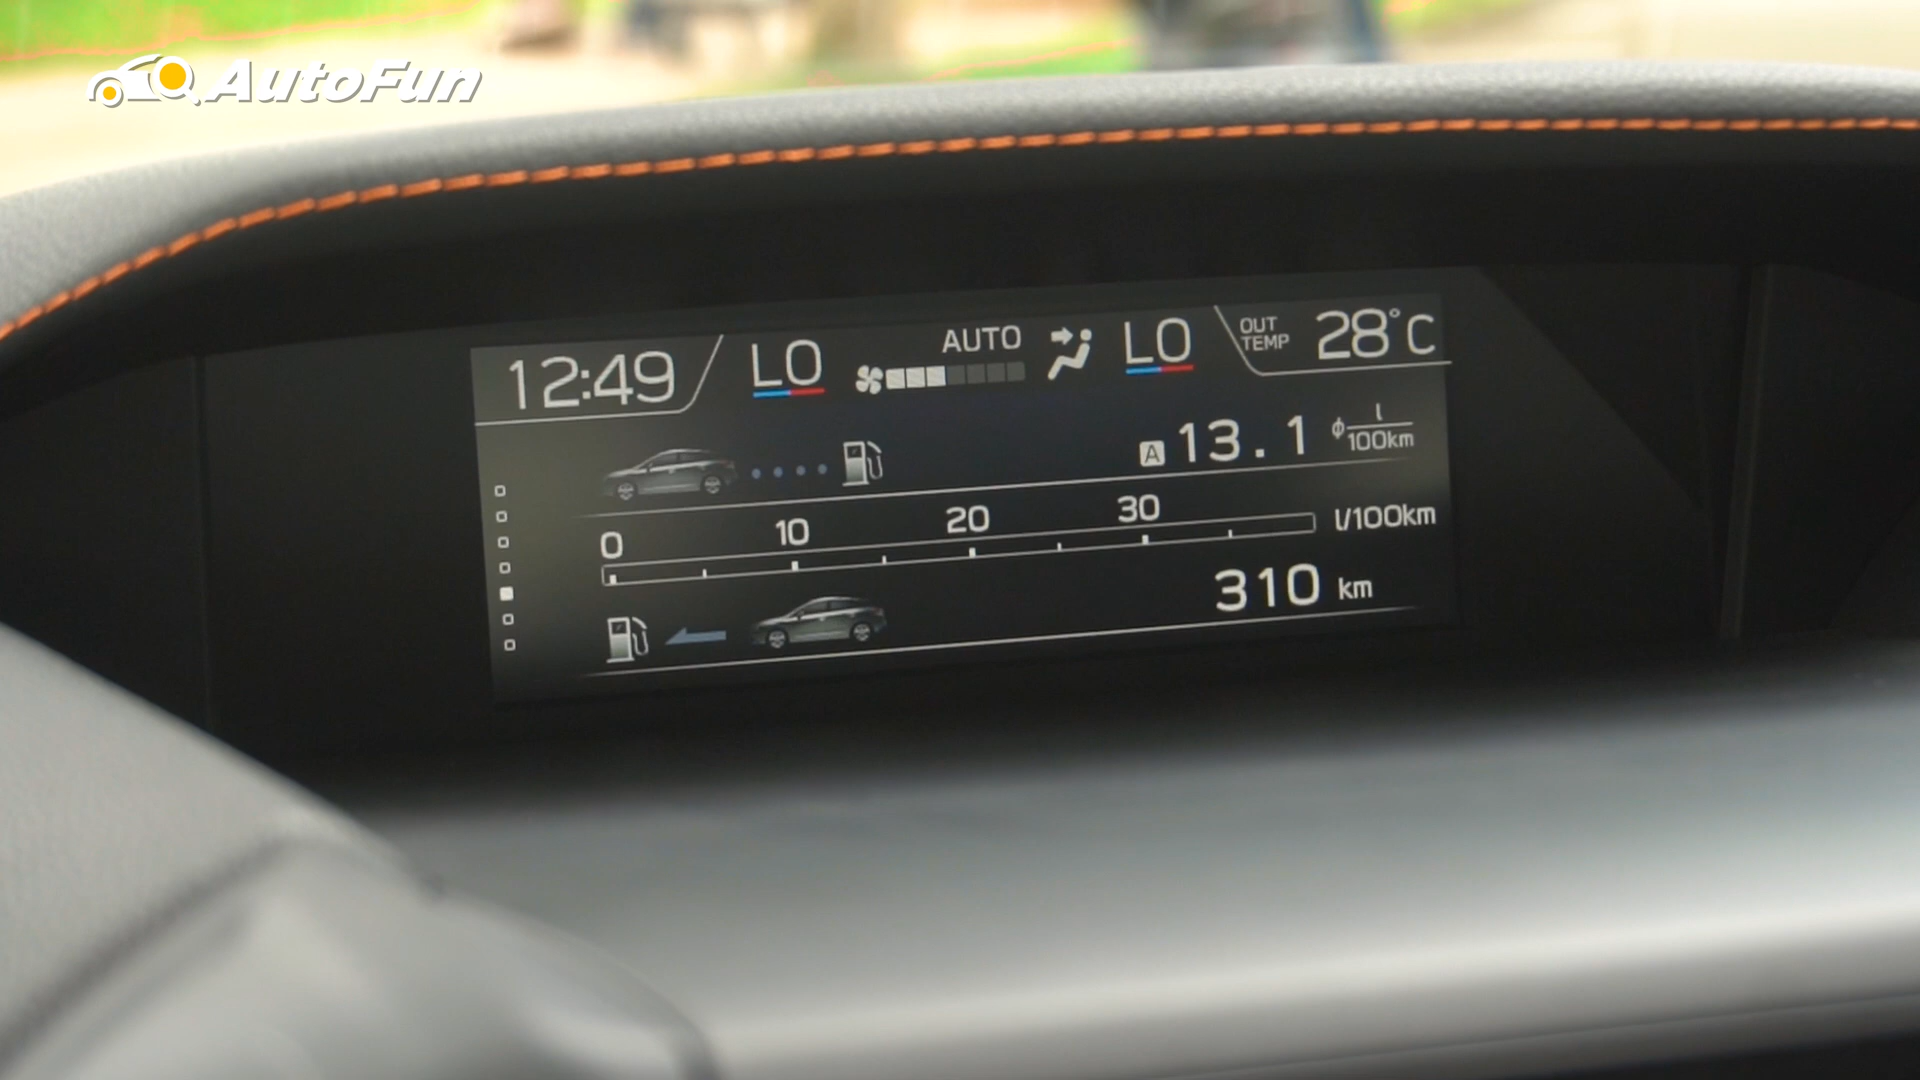 AutoFun
12:49
LO
AUTO
LO
OUT
TEMP
28°C
A 13.1 ϕ l/100km
0 10 20 30 l/100km
310 km